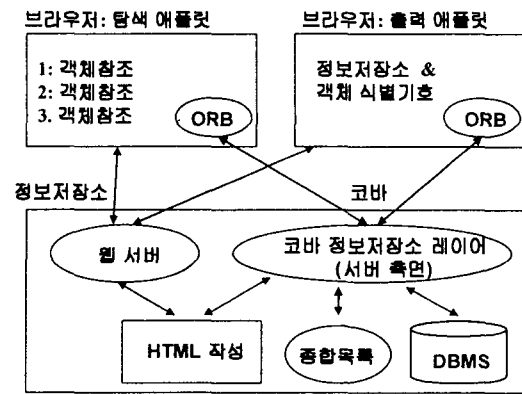 브라우저: 탐색 애플릿
브라우저: 출력 애플릿
1: 객체참조
2: 객체참조
3. 객체참조
ORB
정보저장소 &
객체 식별기호
ORB
정보저장소
코바
웹 서버
코바 정보저장소 레이어
(서버 측면)
HTML 작성
종합목록
DBMS